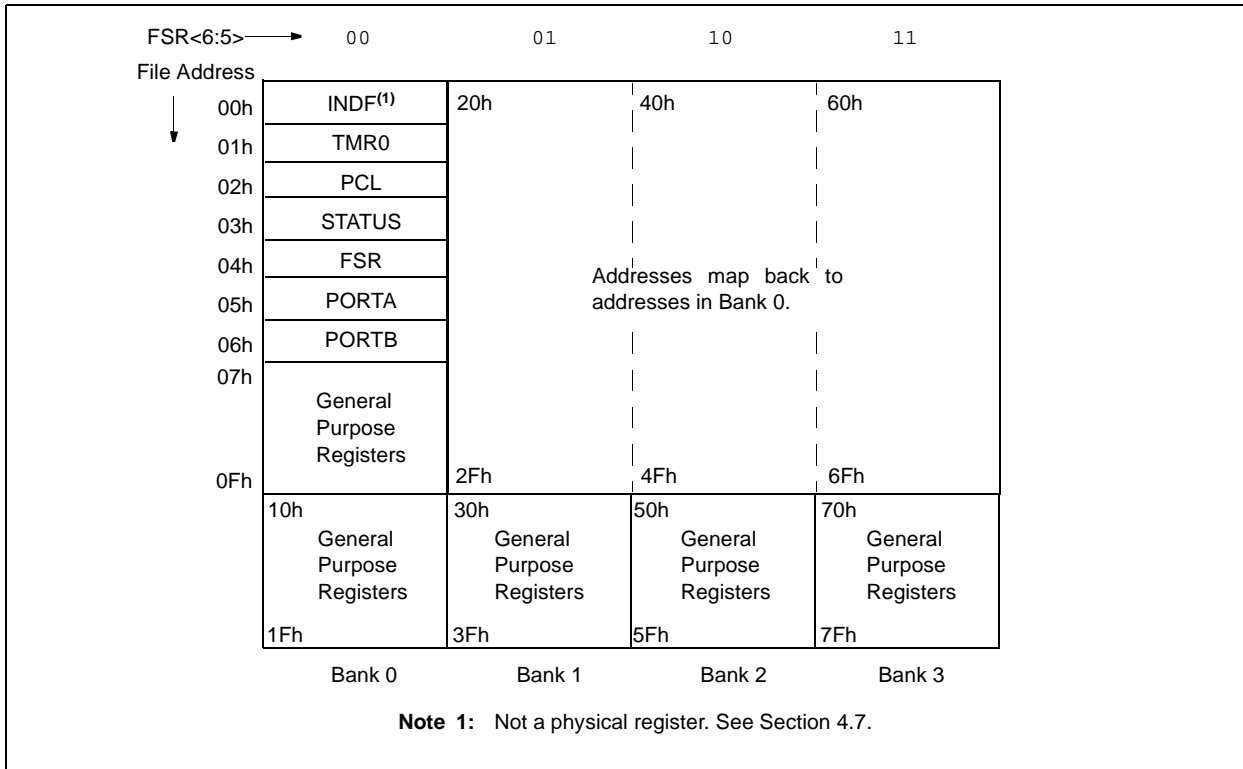 FSR<6:5> 00 01 10 11
File Address
00h INDF(1) 20h 40h 60h
01h TMR0
02h PCL
03h STATUS
04h FSR
Addresses map back to
05h PORTA
addresses in Bank 0.
06h PORTB
07h
General
Purpose
Registers
0Fh 2Fh 4Fh 6Fh
10h 30h 50h 70h
General General General General
Purpose Purpose Purpose Purpose
Registers Registers Registers Registers
1Fh 3Fh 5Fh 7Fh
Bank 0 Bank 1 Bank 2 Bank 3
Note 1: Not a physical register. See Section 4.7.